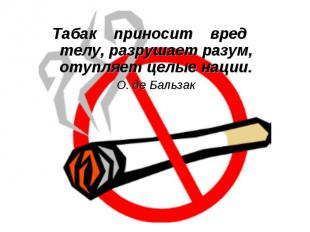 Табак приносит вред
телу, разрушает разум,
отупляет целые нации.
О. де Бальзак